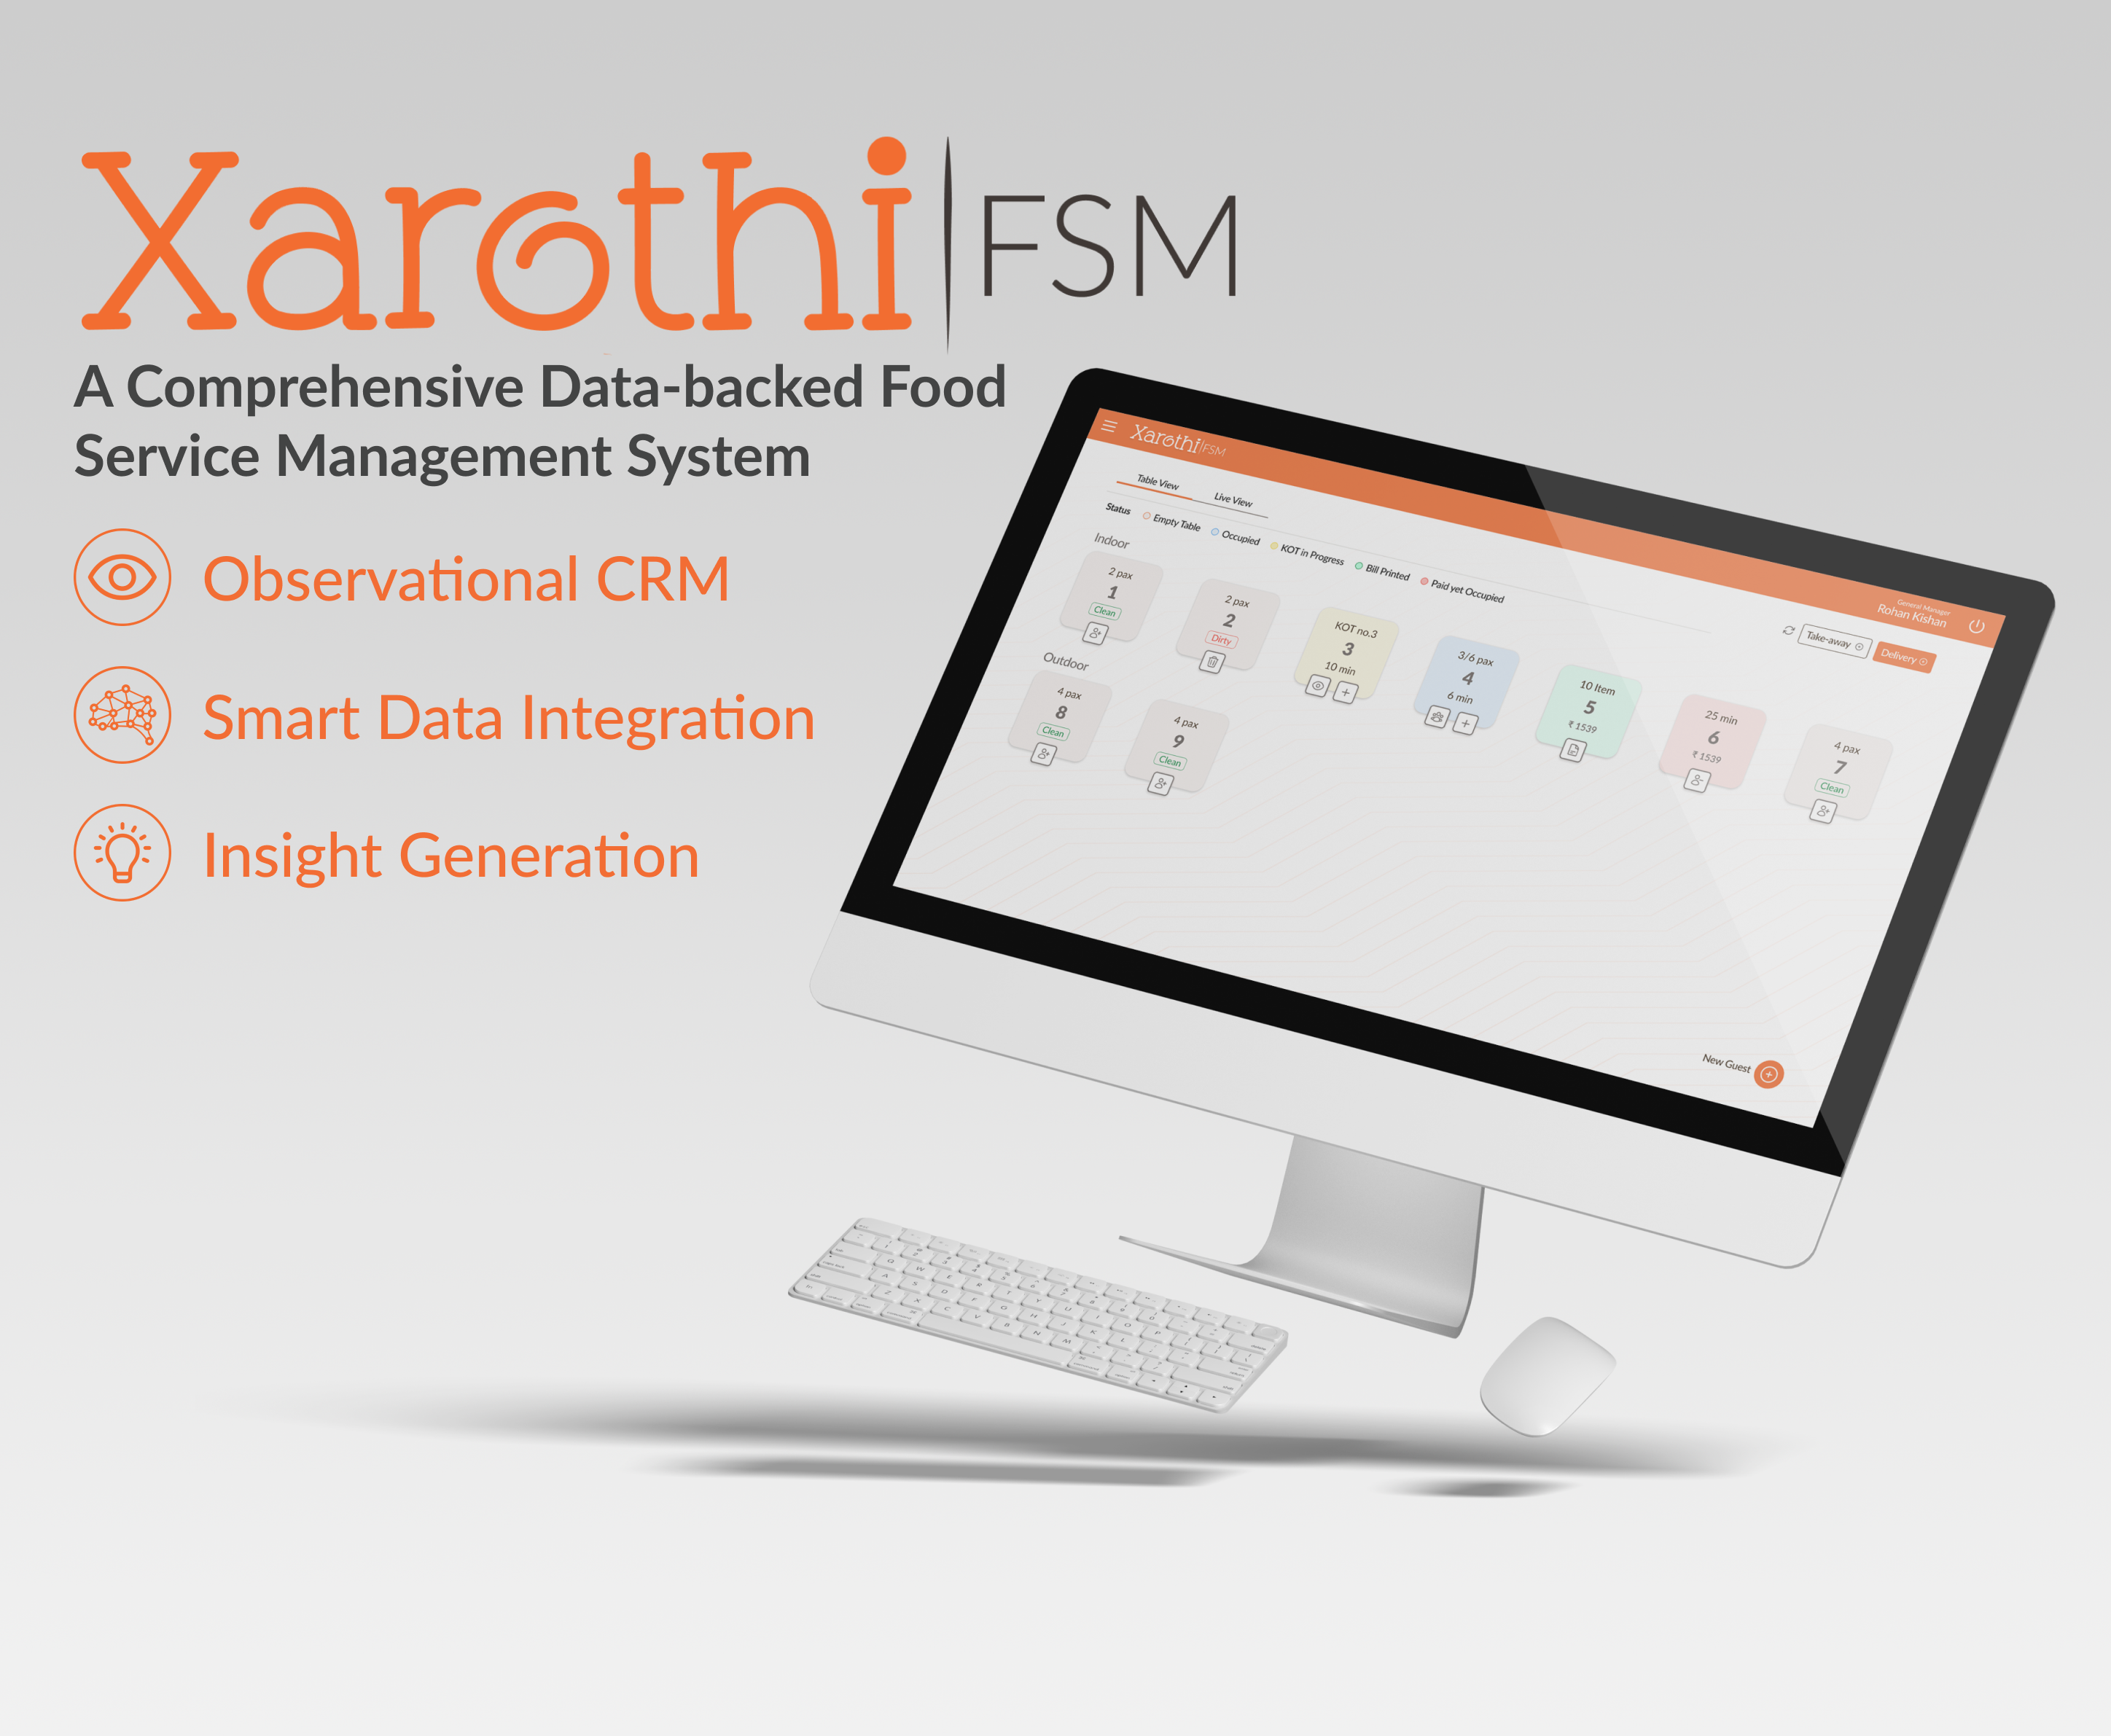 Xarothi FSM
A Comprehensive Data-backed Food
Service Management System
Observational CRM
Smart Data Integration
Insight Generation
Xarothi FSM
General Manager
Rohan Kishan
Table View Live View
Take-away
Delivery
Status Empty Table Occupied KOT in Progress Bill Printed Paid yet Occupied
Indoor
2 pax
1
Clean
2 pax
2
Dirty
KOT no.3
3
10 min
3/6 pax
4
6 min
10 Item
5
₹ 1539
25 min
6
₹ 1539
4 pax
7
Clean
Outdoor
4 pax
8
Clean
4 pax
9
Clean
New Guest